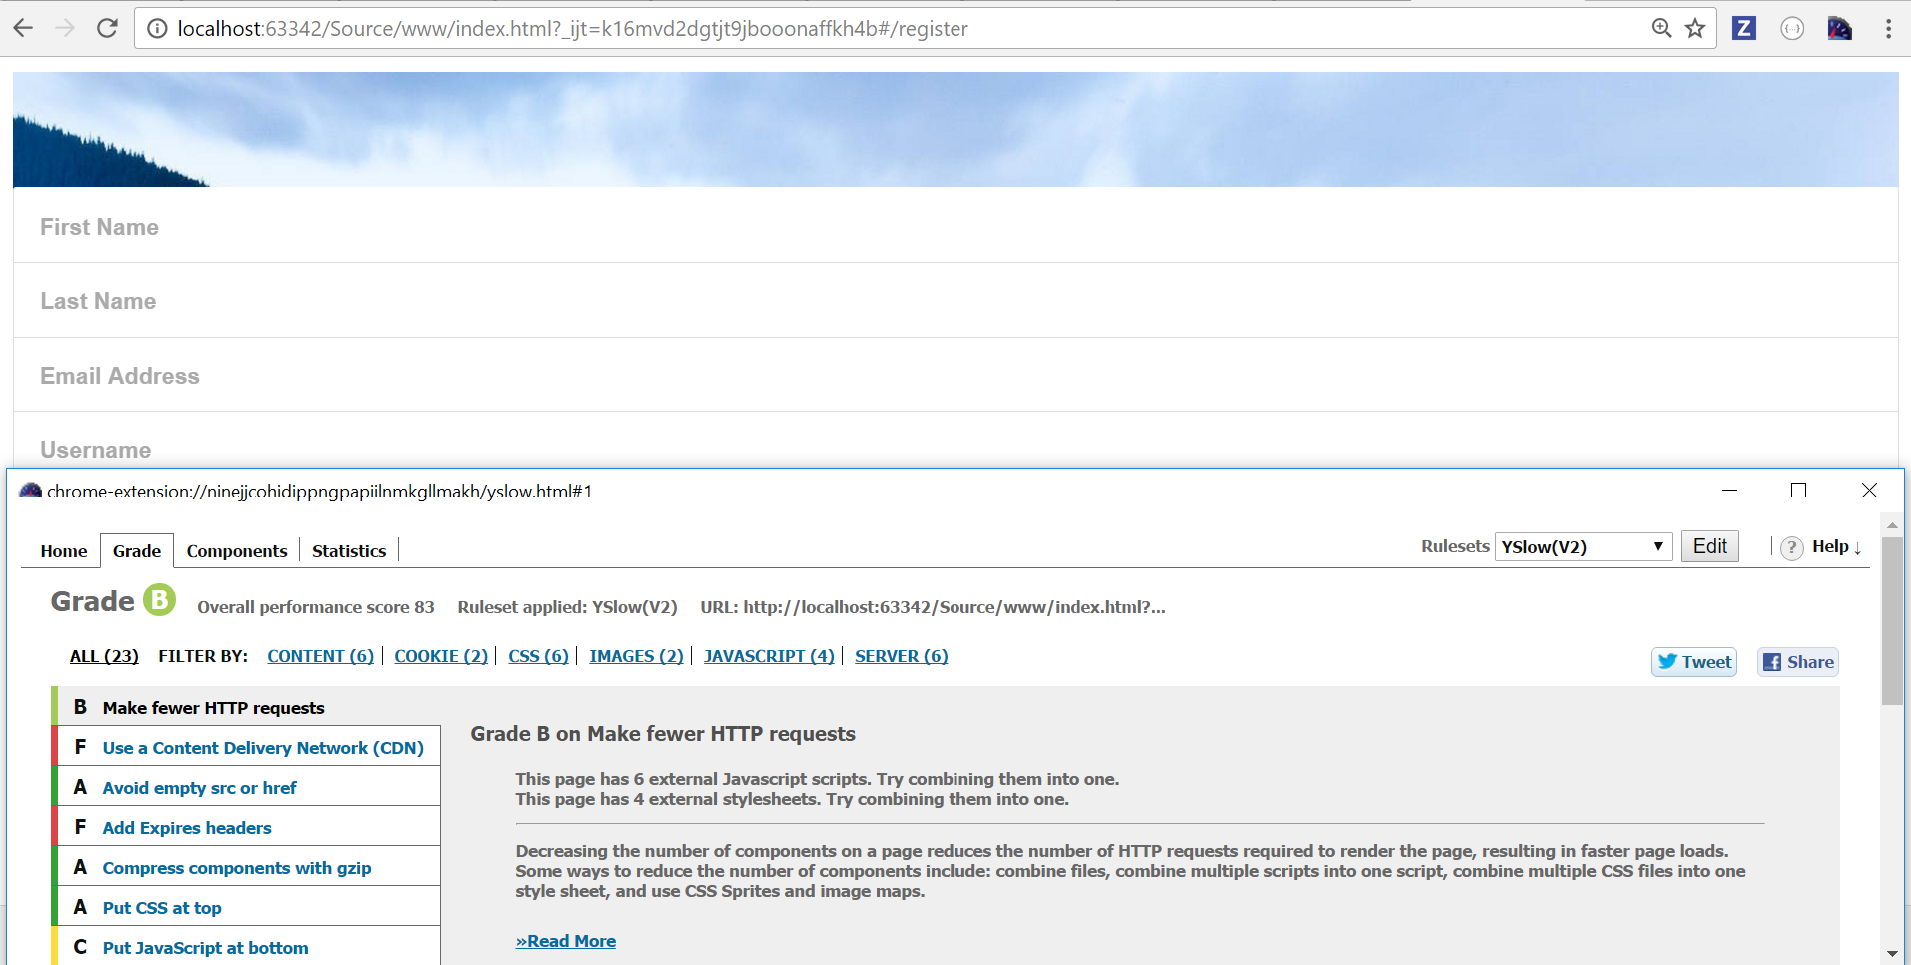 localhost:63342/Source/www/index.html?_ijt=k16mvd2dgtjt9jbooonaffkh4b#/register
Z
First Name
Last Name
Email Address
Username
chrome-extension://ninejjcohidippngpapiilnmkgllmakh/yslow.html#1
Home Grade Components Statistics Rulesets YSlow(V2) Edit ? Help ↓
Grade B Overall performance score 83 Ruleset applied: YSlow(V2) URL: http://localhost:63342/Source/www/index.html?...
ALL (23) FILTER BY: CONTENT (6) COOKIE (2) CSS (6) IMAGES (2) JAVASCRIPT (4) SERVER (6) Tweet Share
B Make fewer HTTP requests
F Use a Content Delivery Network (CDN)
A Avoid empty src or href
F Add Expires headers
A Compress components with gzip
A Put CSS at top
C Put JavaScript at bottom
Grade B on Make fewer HTTP requests
This page has 6 external Javascript scripts. Try combining them into one.
This page has 4 external stylesheets. Try combining them into one.
Decreasing the number of components on a page reduces the number of HTTP requests required to render the page, resulting in faster page loads.
Some ways to reduce the number of components include: combine files, combine multiple scripts into one script, combine multiple CSS files into one
style sheet, and use CSS Sprites and image maps.
»Read More